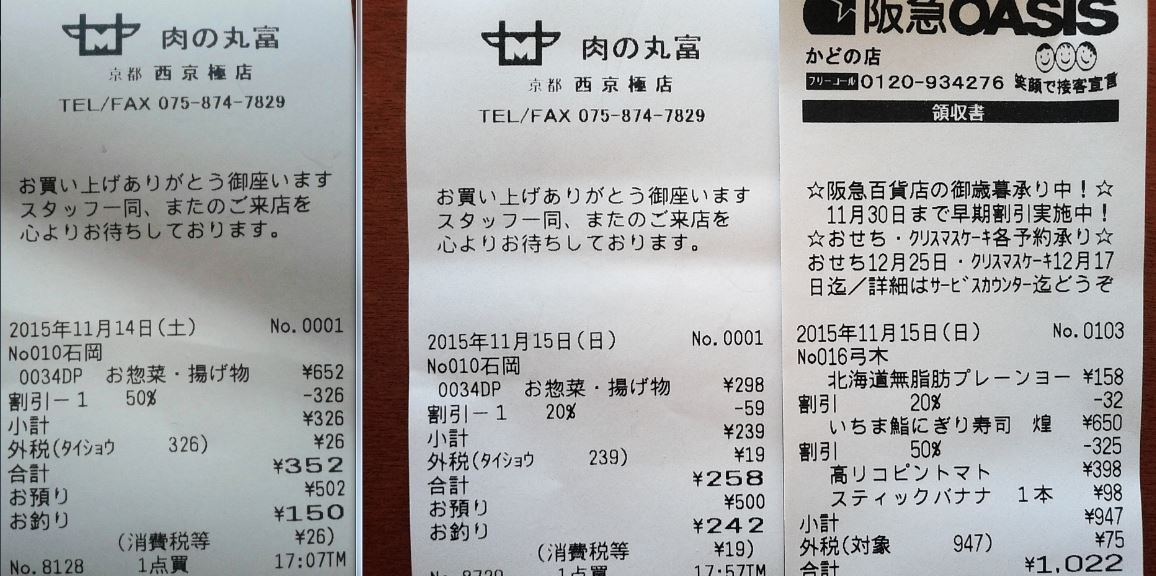 肉の丸富
京都 西京極店
TEL/FAX 075-874-7829
お買い上げありがとう御座います
スタッフ一同、またのご来店を
心よりお待ちしております。
2015年11月14日(土) No.0001
No010石岡
0034DP お惣菜・揚げ物 ¥652
割引-1 50% -326
小計 ¥326
外税(タイショウ 326) ¥26
合計 ¥352
お預り ¥502
お釣り ¥150
(消費税等 ¥26)
No.8128 1点買 17:07TM
肉の丸富
京都 西京極店
TEL/FAX 075-874-7829
お買い上げありがとう御座います
スタッフ一同、またのご来店を
心よりお待ちしております。
2015年11月15日(日) No.0001
No010石岡
0034DP お惣菜・揚げ物 ¥298
割引-1 20% -59
小計 ¥239
外税(タイショウ 239) ¥19
合計 ¥258
お預り ¥500
お釣り ¥242
(消費税等 ¥19)
1点買 17:57TM
阪急OASIS
かどの店
フリーコール 0120-934276 笑顔で接客宣言
領収書
☆阪急百貨店の御歳暮承り中!☆
11月30日まで早期割引実施中!
☆おせち・クリスマスケーキ各予約承り☆
おせち12月25日・クリスマスケーキ12月17
日迄/詳細はサービスカウンター迄どうぞ
2015年11月15日(日) No.0103
No016弓木
北海道無脂肪プレーンヨー ¥158
割引 20% -32
いちま鮨にぎり寿司 煌 ¥650
割引 50% -325
高リコピントマト ¥398
スティックバナナ 1本 ¥98
小計 ¥947
外税(対象 947) ¥75
合計 ¥1,022